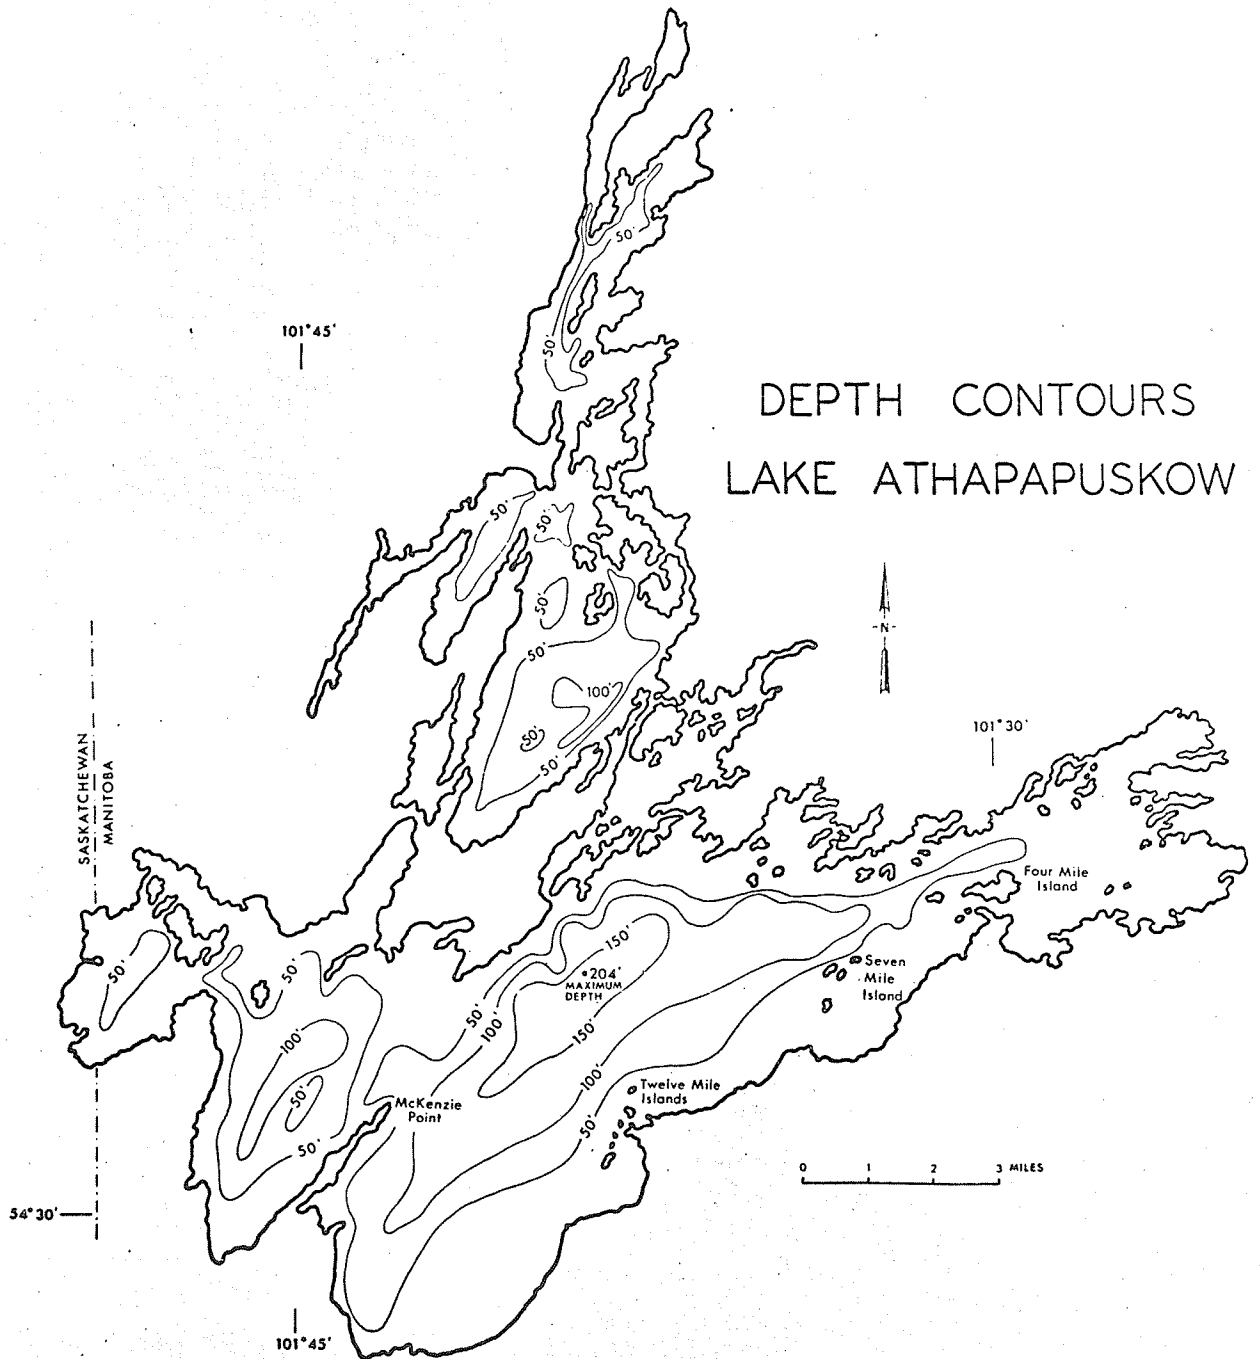 50'
101°45'
50'
DEPTH CONTOURS
LAKE ATHAPAPUSKOW
50'
50'
50'
-N-
50'
100'
50'
50'
101°30'
SASKATCHEWAN
MANITOBA
Four Mile
Island
50'
50'
150'
204'
MAXIMUM
DEPTH
Seven
Mile
Island
50'
100'
150'
100'
50'
100'
50'
McKenzie
Point
Twelve Mile
Islands
50'
50'
0 1 2 3 MILES
54°30'
101°45'